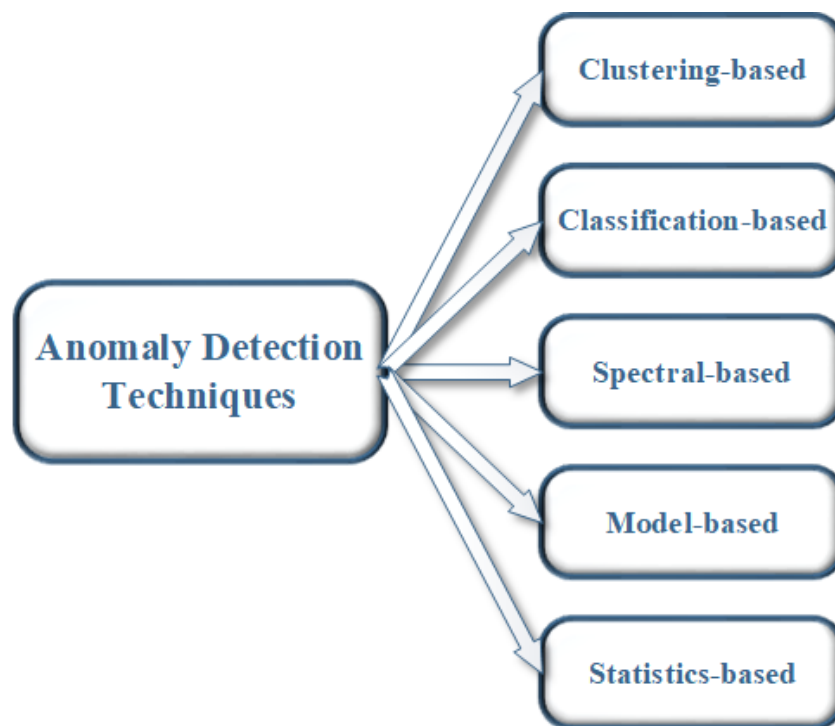 Anomaly Detection
Techniques
Clustering-based
Classification-based
Spectral-based
Model-based
Statistics-based